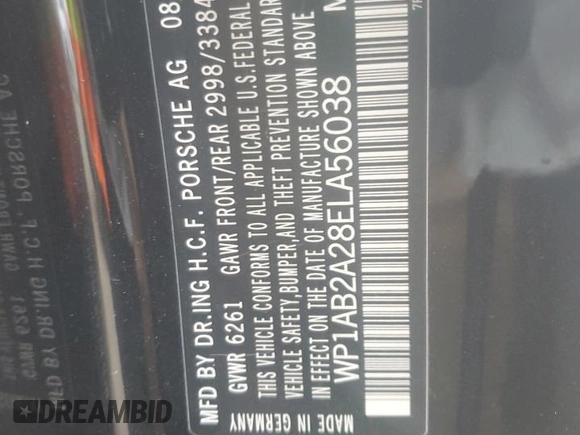 MFD BY DR.ING H.C.F. PORSCHE AG 08
GVWR 6261 GAWR FRONT/REAR 2998/3384
THIS VEHICLE CONFORMS TO ALL APPLICABLE U.S. FEDERAL
VEHICLE SAFETY,BUMPER,AND THEFT PREVENTION STANDAR
IN EFFECT ON THE DATE OF MANUFACTURE SHOWN ABOVE
WP1AB2A28ELA56038
MADE IN GERMANY
DREAMBID